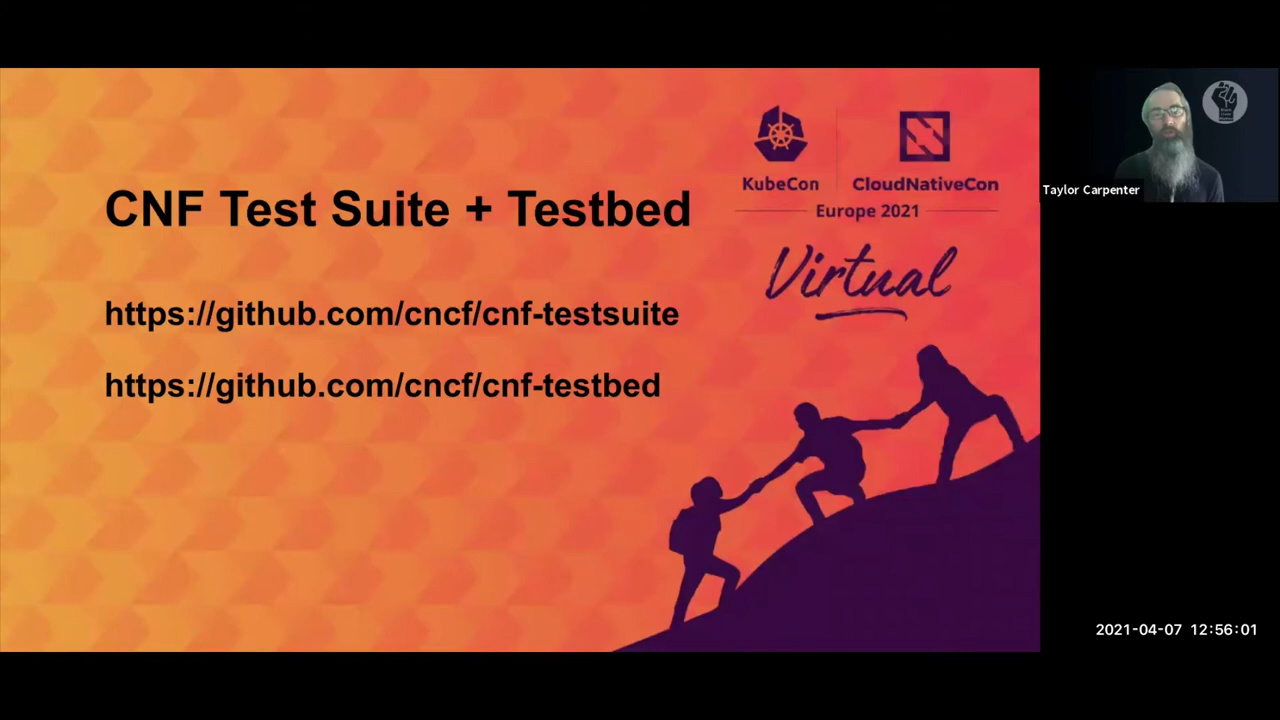 CNF Test Suite + Testbed
https://github.com/cncf/cnf-testsuite
https://github.com/cncf/cnf-testbed
KubeCon
CloudNativeCon
Europe 2021
Virtual
Taylor Carpenter
2021-04-07 12:56:01